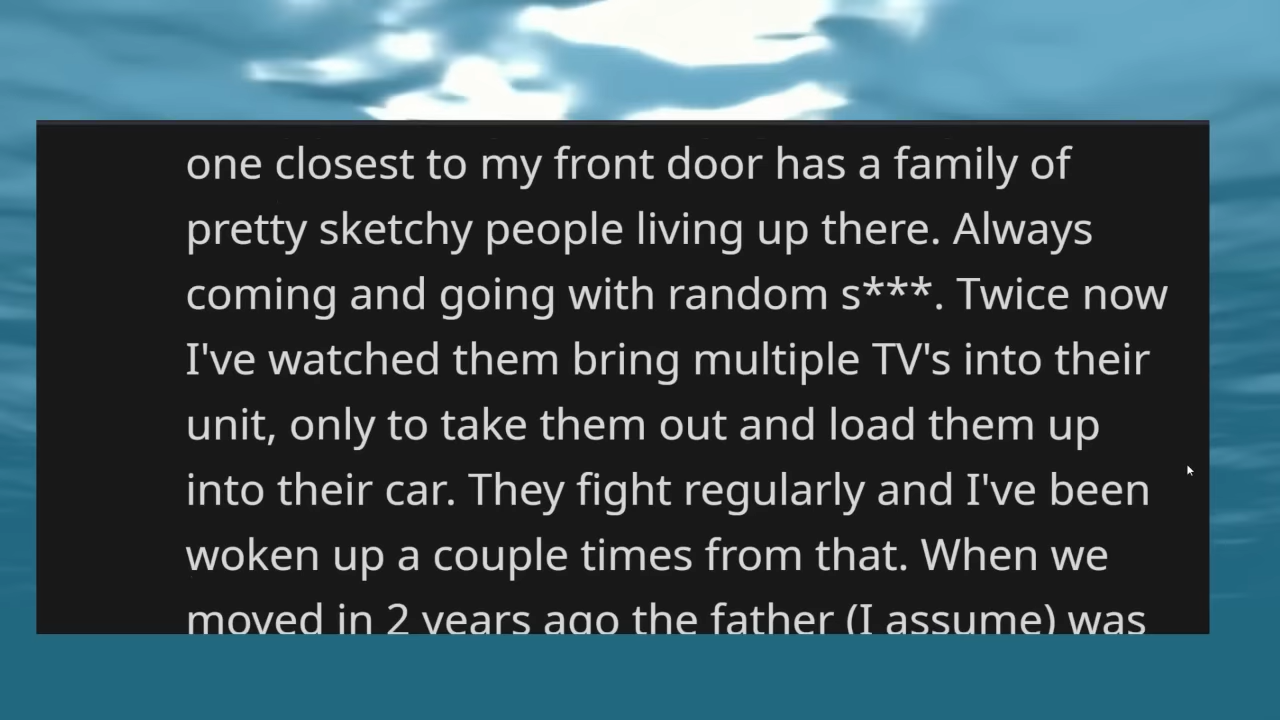 one closest to my front door has a family of
pretty sketchy people living up there. Always
coming and going with random s***. Twice now
I've watched them bring multiple TV's into their
unit, only to take them out and load them up
into their car. They fight regularly and I've been
woken up a couple times from that. When we
moved in 2 years ago the father (I assume) was